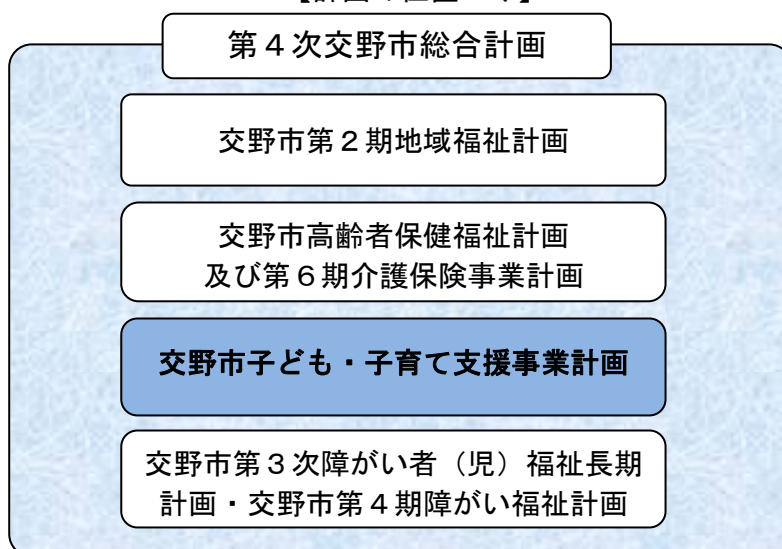 第４次交野市総合計画
交野市第２期地域福祉計画
交野市高齢者保健福祉計画
及び第６期介護保険事業計画
交野市子ども・子育て支援事業計画
交野市第３次障がい者（児）福祉長期
計画・交野市第４期障がい福祉計画